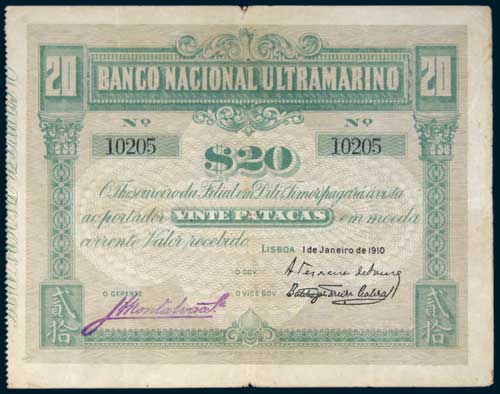 20 BANCO NACIONAL ULTRAMARINO 20
Nº Nº
10205 $20 10205
O Thesoureiro da Filial em Dili (Timor) pagará á vista
ao portador VINTE PATACAS em moeda
corrente Valor recebido
LISBOA 1 de Janeiro de 1910
O GOV.
O GERENTE O VICE GOV.
J Montalvão
貳 貳
拾 拾